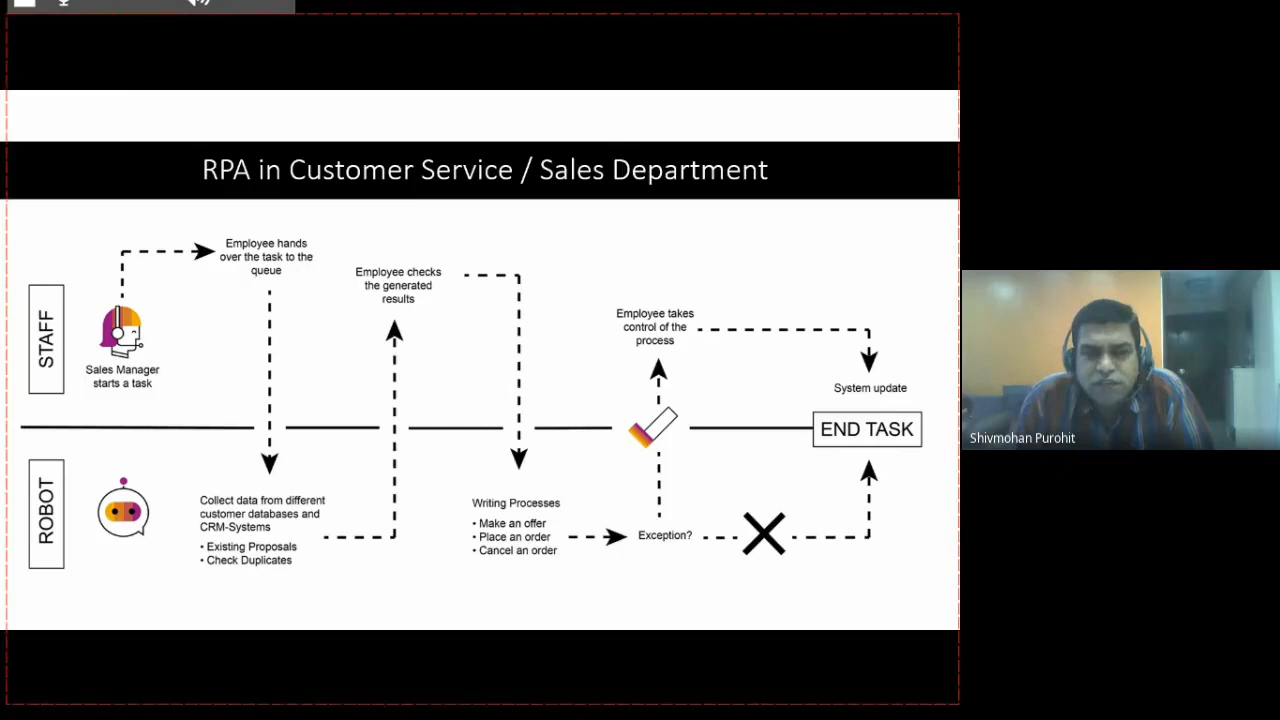 RPA in Customer Service / Sales Department
STAFF
Sales Manager
starts a task
Employee hands
over the task to the
queue
Employee checks
the generated
results
Employee takes
control of the
process
System update
END TASK
ROBOT
Collect data from different
customer databases and
CRM-Systems
• Existing Proposals
• Check Duplicates
Writing Processes
• Make an offer
• Place an order
• Cancel an order
Exception?
Shivmohan Purohit